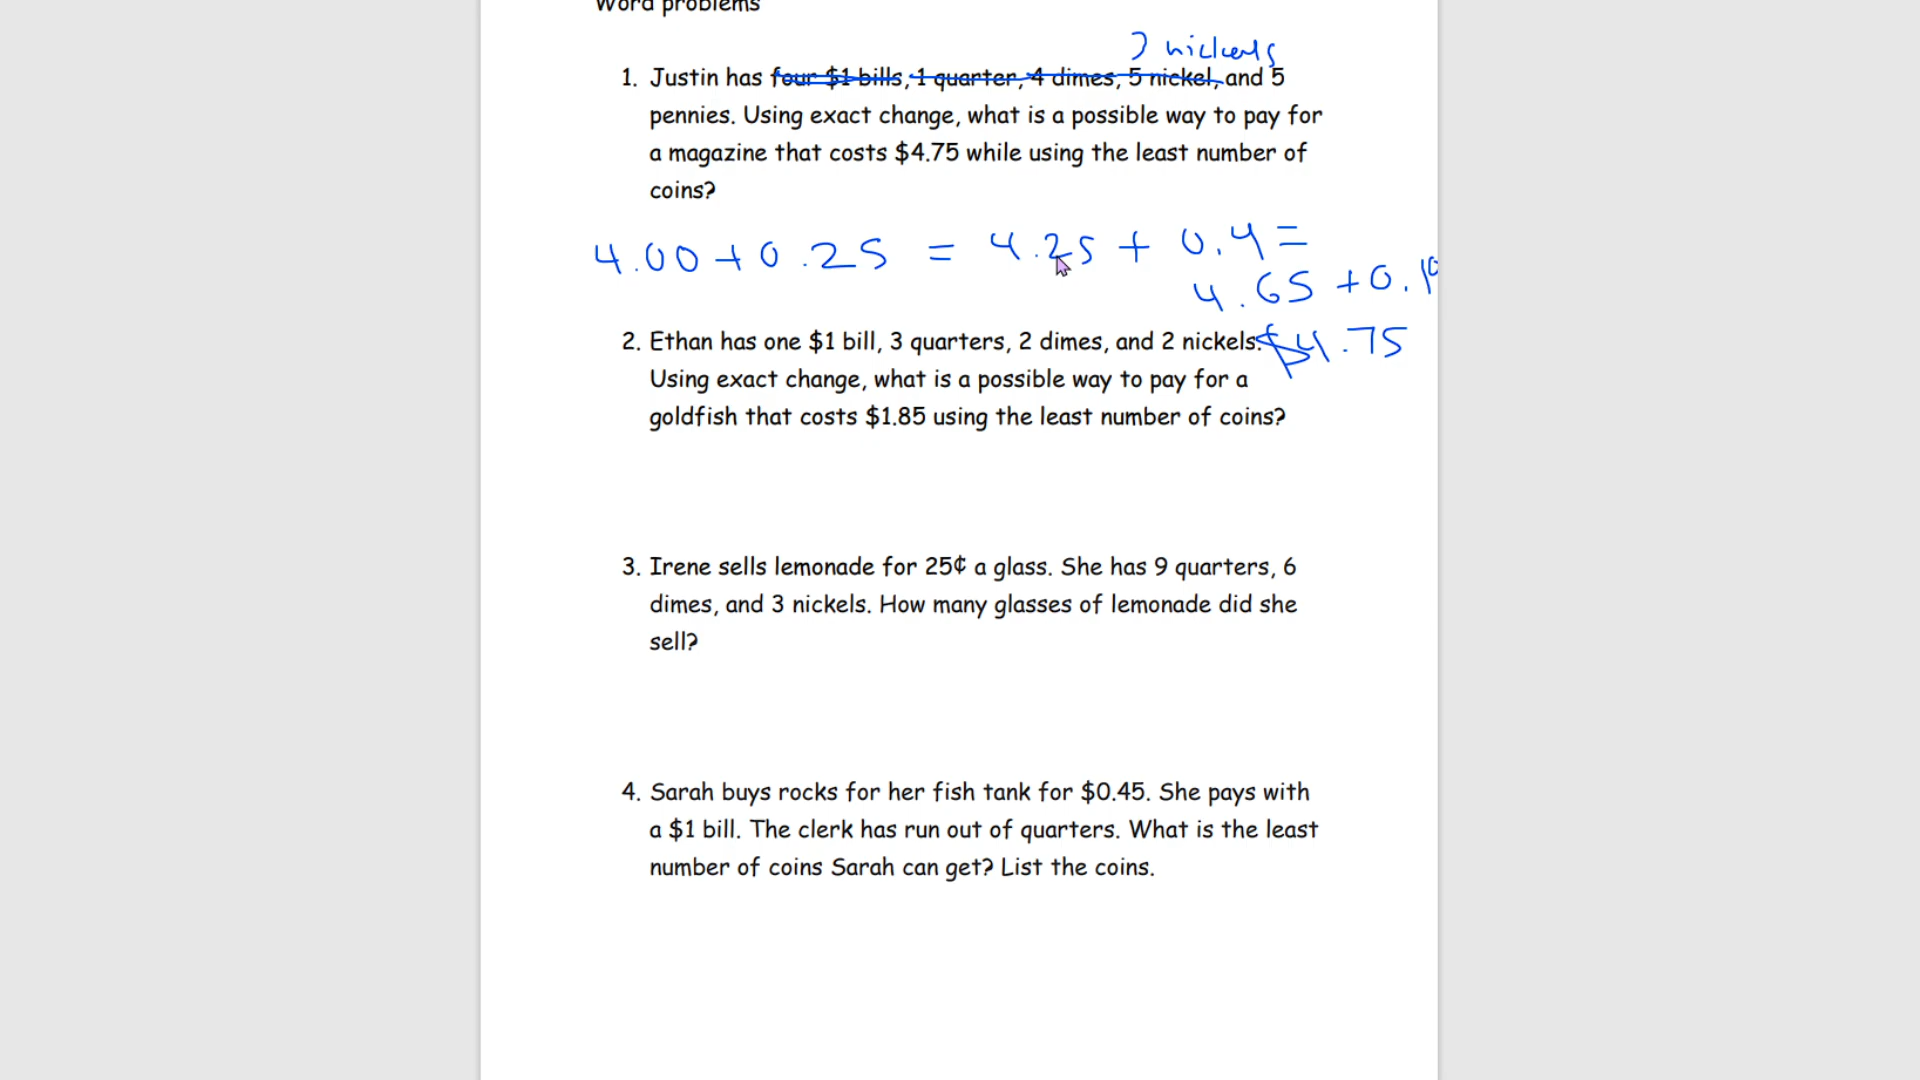 Word problems
3 nickels
1. Justin has four $1 bills, 1 quarter, 4 dimes, 5 nickel, and 5
pennies. Using exact change, what is a possible way to pay for
a magazine that costs $4.75 while using the least number of
coins?
4.00 + 0.25 = 4.25 + 0.4 =
4.65 + 0.10
$4.75
2. Ethan has one $1 bill, 3 quarters, 2 dimes, and 2 nickels.
Using exact change, what is a possible way to pay for a
goldfish that costs $1.85 using the least number of coins?
3. Irene sells lemonade for 25¢ a glass. She has 9 quarters, 6
dimes, and 3 nickels. How many glasses of lemonade did she
sell?
4. Sarah buys rocks for her fish tank for $0.45. She pays with
a $1 bill. The clerk has run out of quarters. What is the least
number of coins Sarah can get? List the coins.